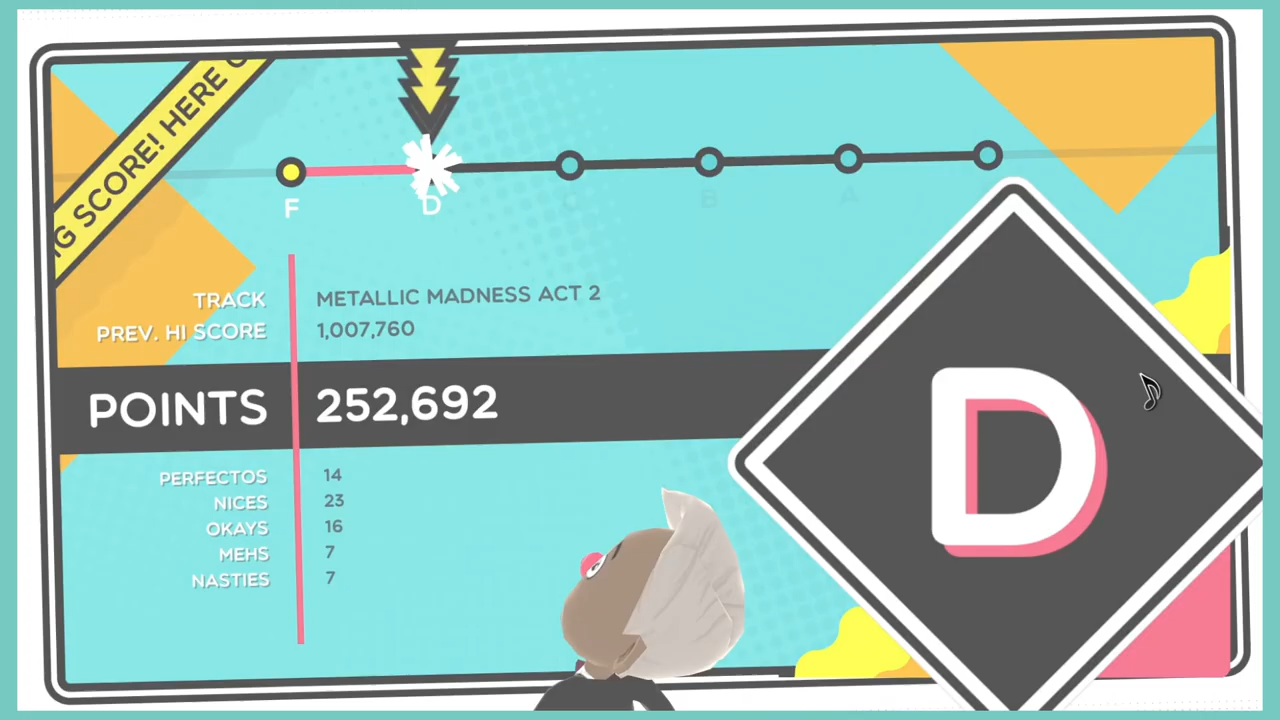 NG SCORE! HERE
F
D
C
B
A
TRACK METALLIC MADNESS ACT 2
PREV. HI SCORE 1,007,760
POINTS 252,692
PERFECTOS 14
NICES 23
OKAYS 16
MEHS 7
NASTIES 7
D